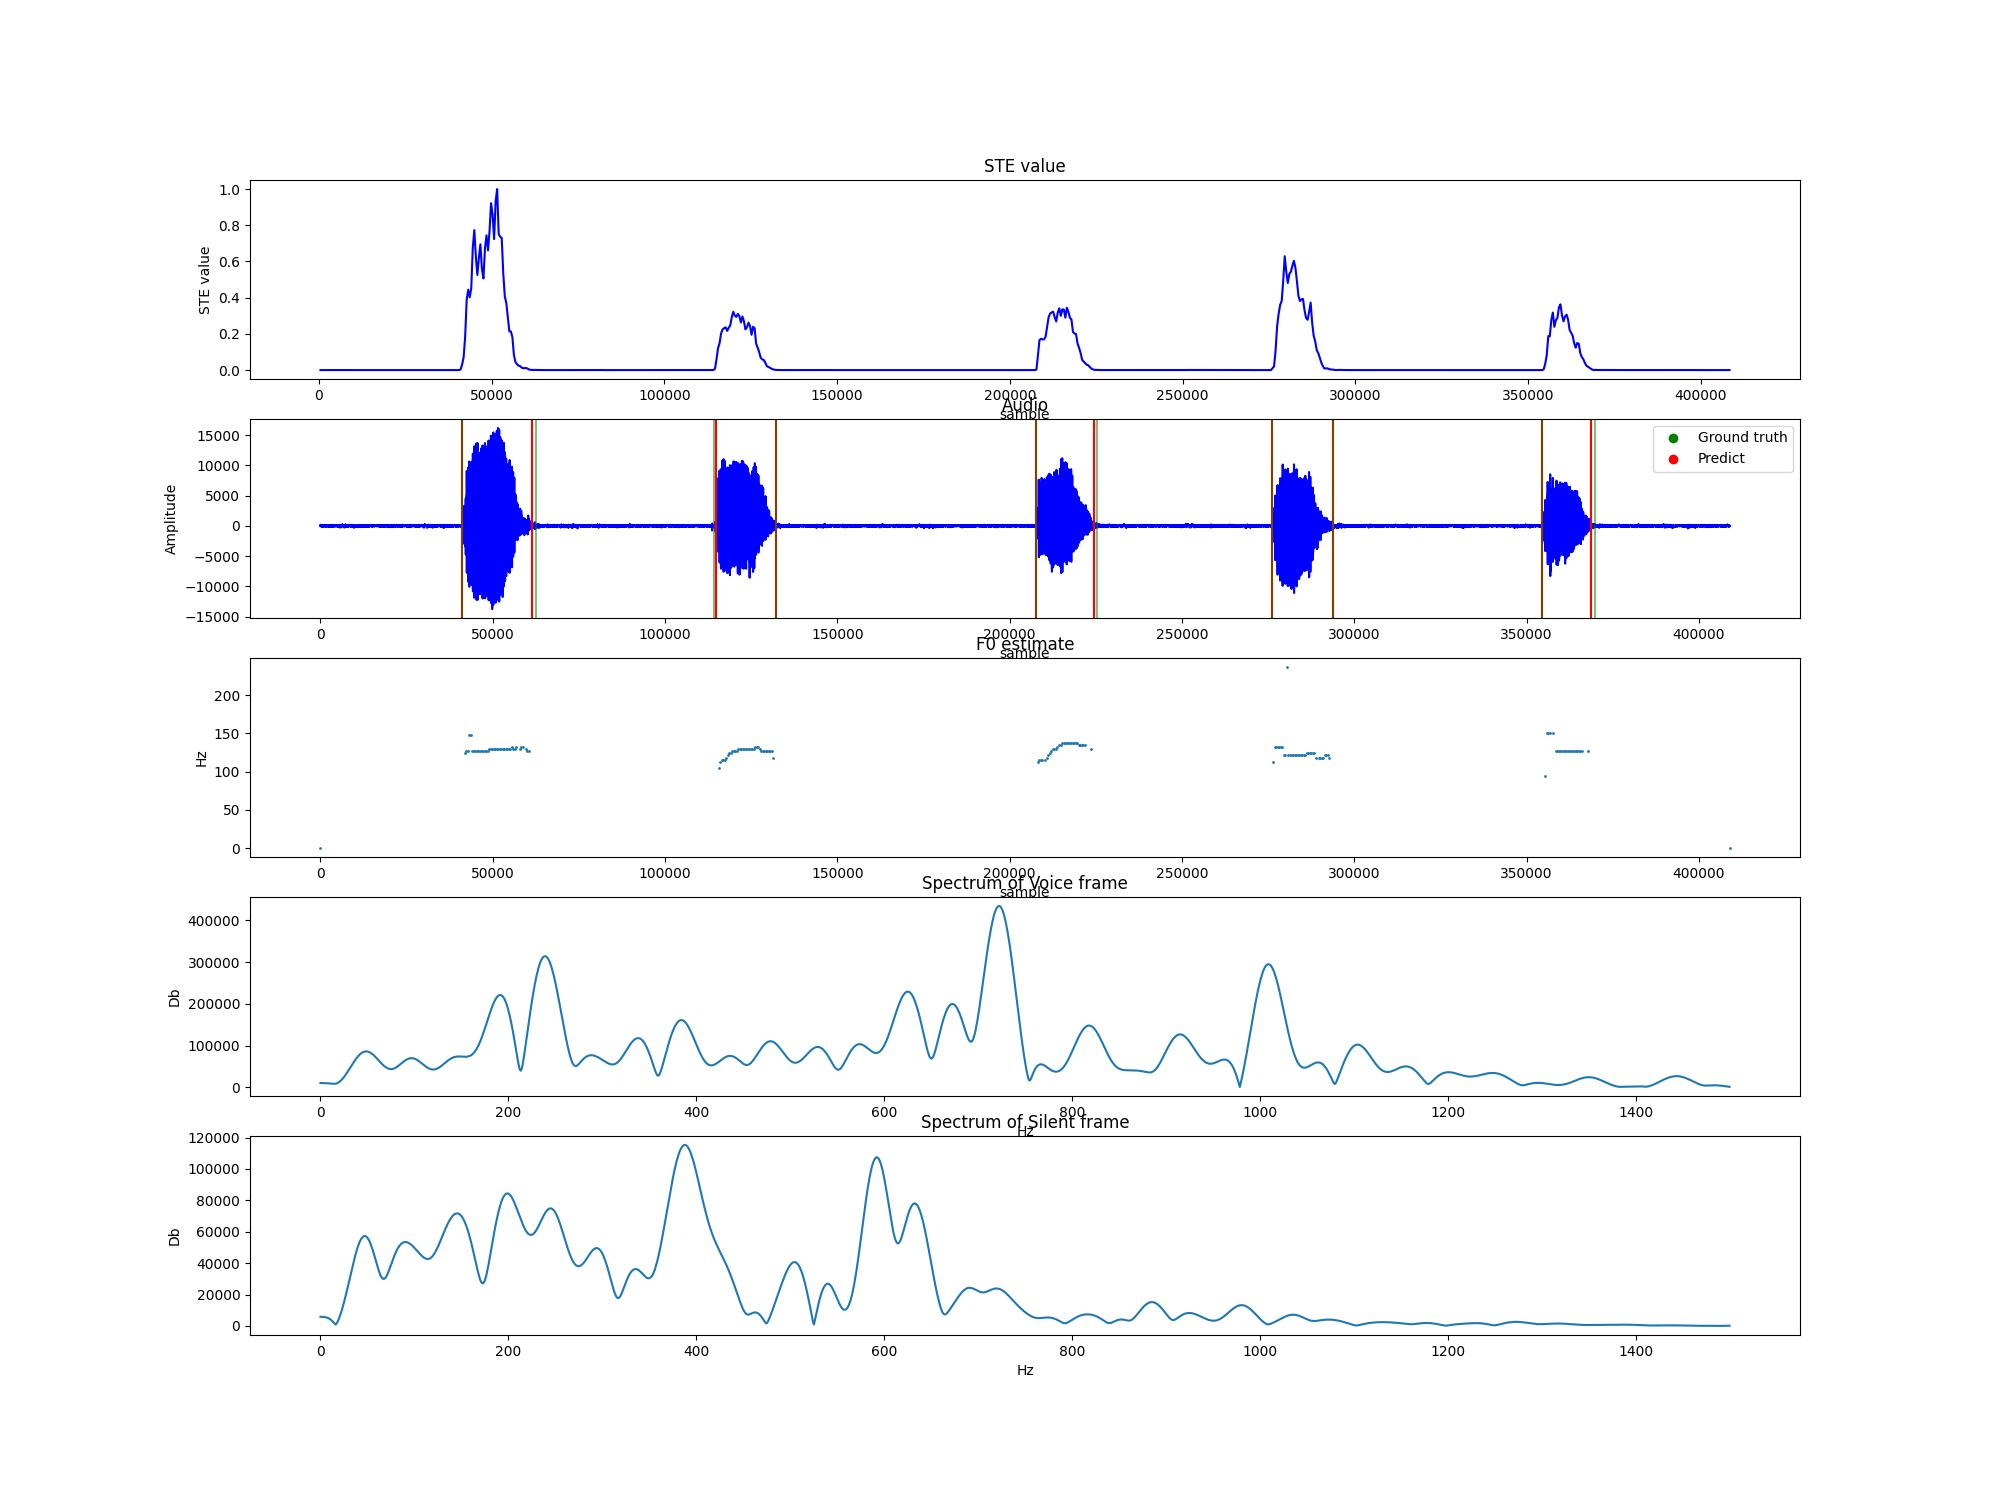 STE value
STE value
1.0
0.8
0.6
0.4
0.2
0.0
0 50000 100000 150000 200000 250000 300000 350000 400000
sample
Audio
Amplitude
15000
10000
5000
0
−5000
−10000
−15000
Ground truth
Predict
0 50000 100000 150000 200000 250000 300000 350000 400000
sample
F0 estimate
Hz
200
150
100
50
0
0 50000 100000 150000 200000 250000 300000 350000 400000
sample
Spectrum of Voice frame
Db
400000
300000
200000
100000
0
0 200 400 600 800 1000 1200 1400
Hz
Spectrum of Silent frame
Db
120000
100000
80000
60000
40000
20000
0
0 200 400 600 800 1000 1200 1400
Hz